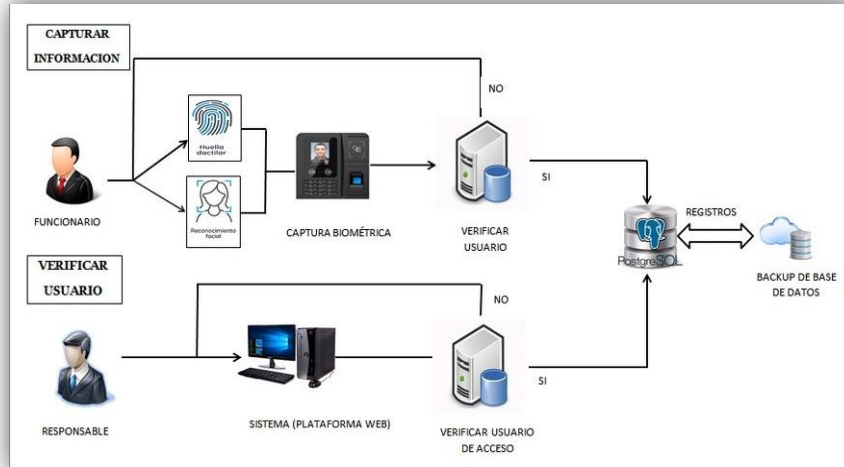 CAPTURAR
INFORMACION
NO
Huella
dactilar
SI
REGISTROS
FUNCIONARIO
Reconocimiento
facial
CAPTURA BIOMÉTRICA
VERIFICAR
USUARIO
PostgreSQL
BACKUP DE BASE
DE DATOS
VERIFICAR
USUARIO
NO
SI
RESPONSABLE
SISTEMA (PLATAFORMA WEB)
VERIFICAR USUARIO
DE ACCESO